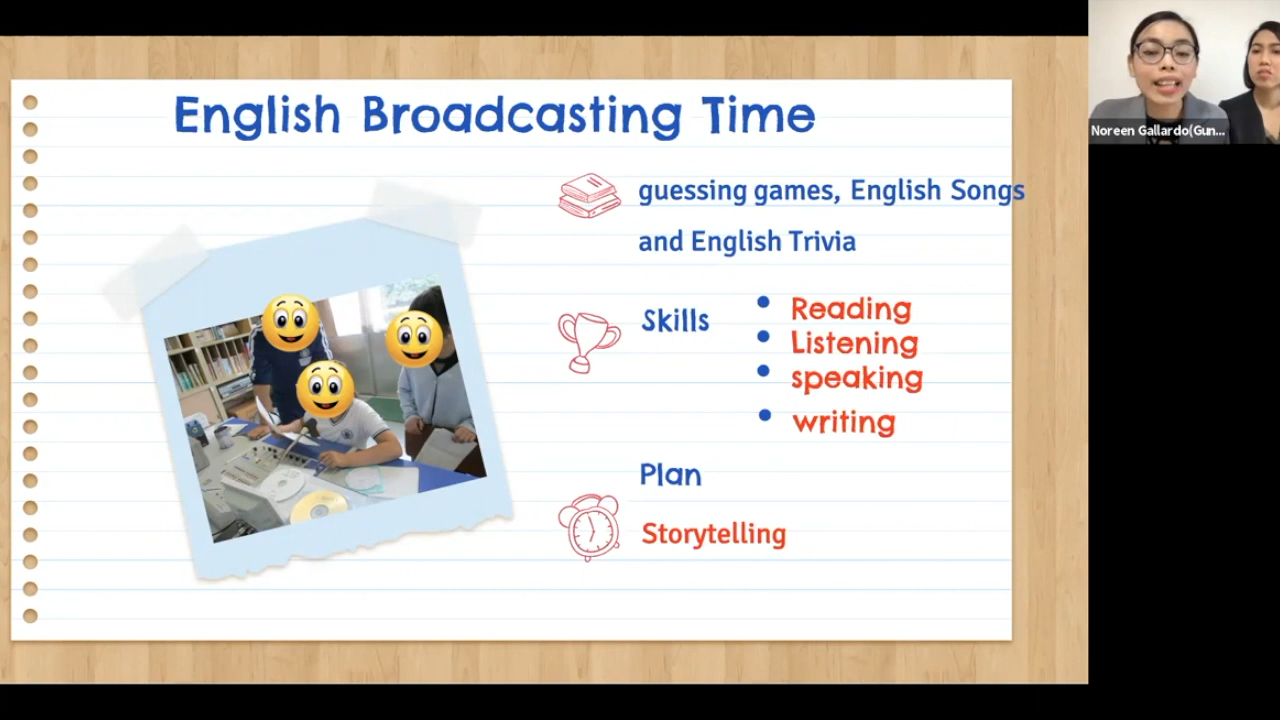 English Broadcasting Time
guessing games, English Songs
and English Trivia
Skills
Reading
Listening
speaking
writing
Plan
Storytelling
Noreen Gallardo(Gun...